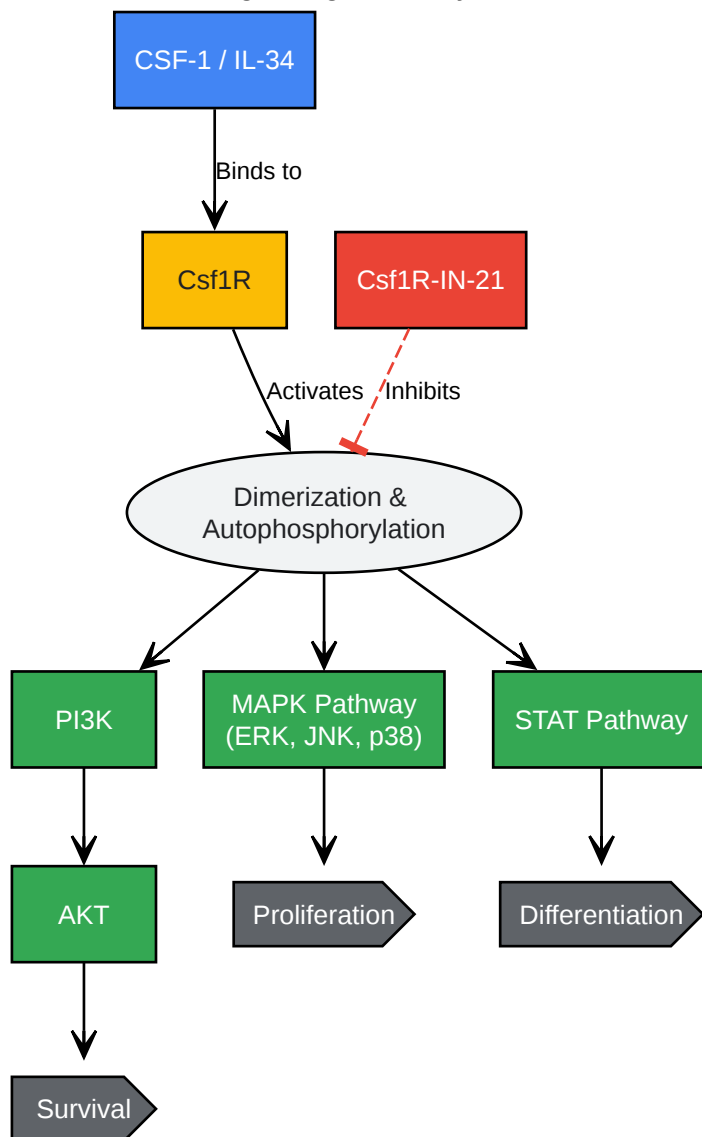 CSF-1 / IL-34
Binds to
Csf1R
Csf1R-IN-21
Activates
Inhibits
Dimerization &
Autophosphorylation
PI3K
MAPK Pathway
(ERK, JNK, p38)
STAT Pathway
AKT
Proliferation
Differentiation
Survival